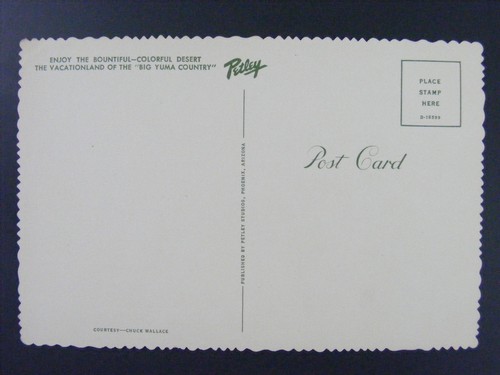 ENJOY THE BOUNTIFUL—COLORFUL DESERT
THE VACATIONLAND OF THE "BIG YUMA COUNTRY"
Petley
PLACE
STAMP
HERE
Post Card
PUBLISHED BY PETLEY STUDIOS, PHOENIX, ARIZONA
COURTESY—CHUCK WALLACE